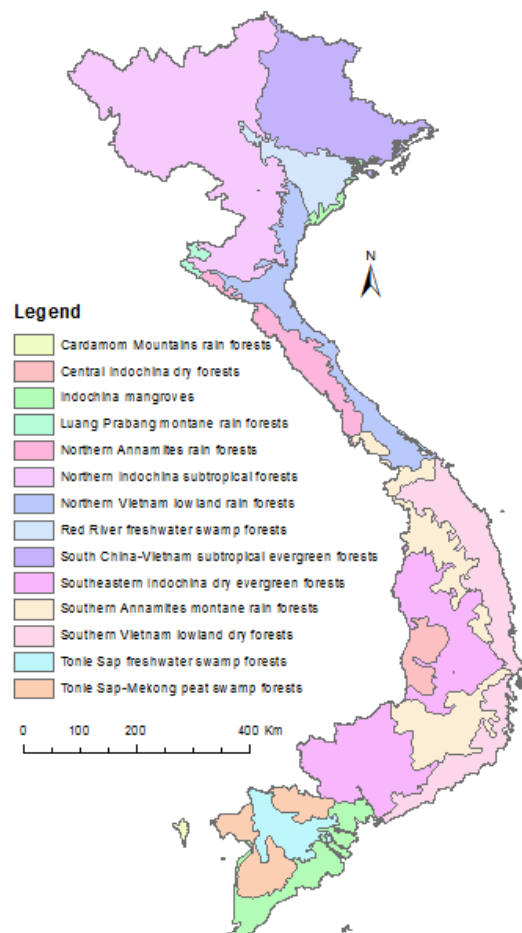 N
Legend
Cardamom Mountains rain forests
Central Indochina dry forests
Indochina mangroves
Luang Prabang montane rain forests
Northern Annamites rain forests
Northern Indochina subtropical forests
Northern Vietnam lowland rain forests
Red River freshwater swamp forests
South China-Vietnam subtropical evergreen forests
Southeastern Indochina dry evergreen forests
Southern Annamites montane rain forests
Southern Vietnam lowland dry forests
Tonle Sap freshwater swamp forests
Tonle Sap-Mekong peat swamp forests
0 100 200 400 Km